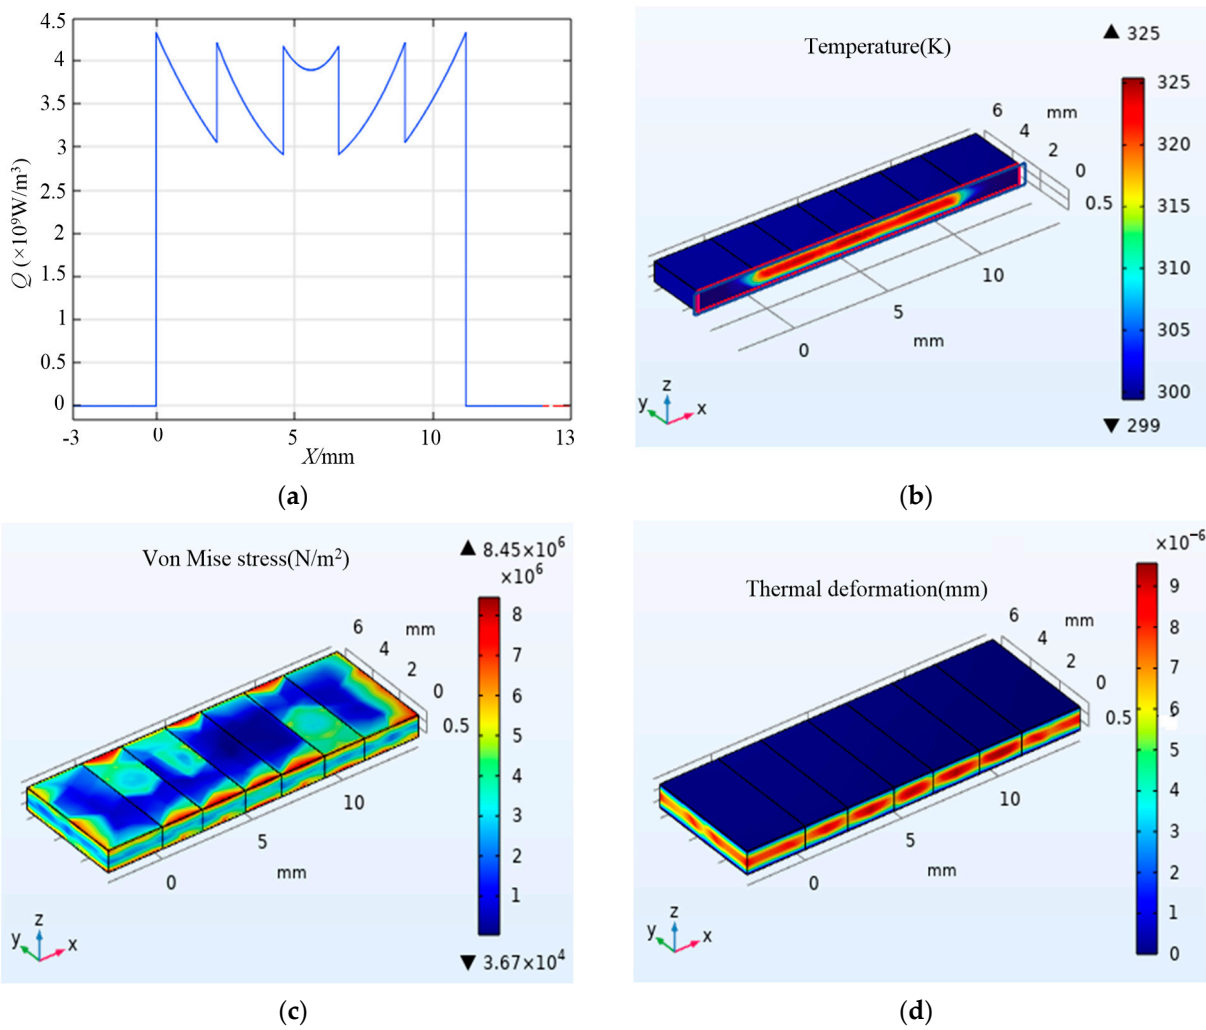 4.5
4
3.5
3
2.5
2
1.5
1
0.5
0
Q (×10⁹W/m³)
-3
0
5
10
13
X/mm
(a)
Temperature(K)
▲ 325
325
320
315
310
305
300
▼ 299
6
4
2
0
mm
0.5
10
5
0
mm
z
y
x
(b)
Von Mise stress(N/m²)
▲ 8.45×10⁶
×10⁶
8
7
6
5
4
3
2
1
▼ 3.67×10⁴
6
4
2
0
mm
0.5
10
5
0
mm
z
y
x
(c)
Thermal deformation(mm)
×10⁻⁶
9
8
7
6
5
4
3
2
1
0
6
4
2
0
mm
0.5
10
5
0
mm
z
y
x
(d)